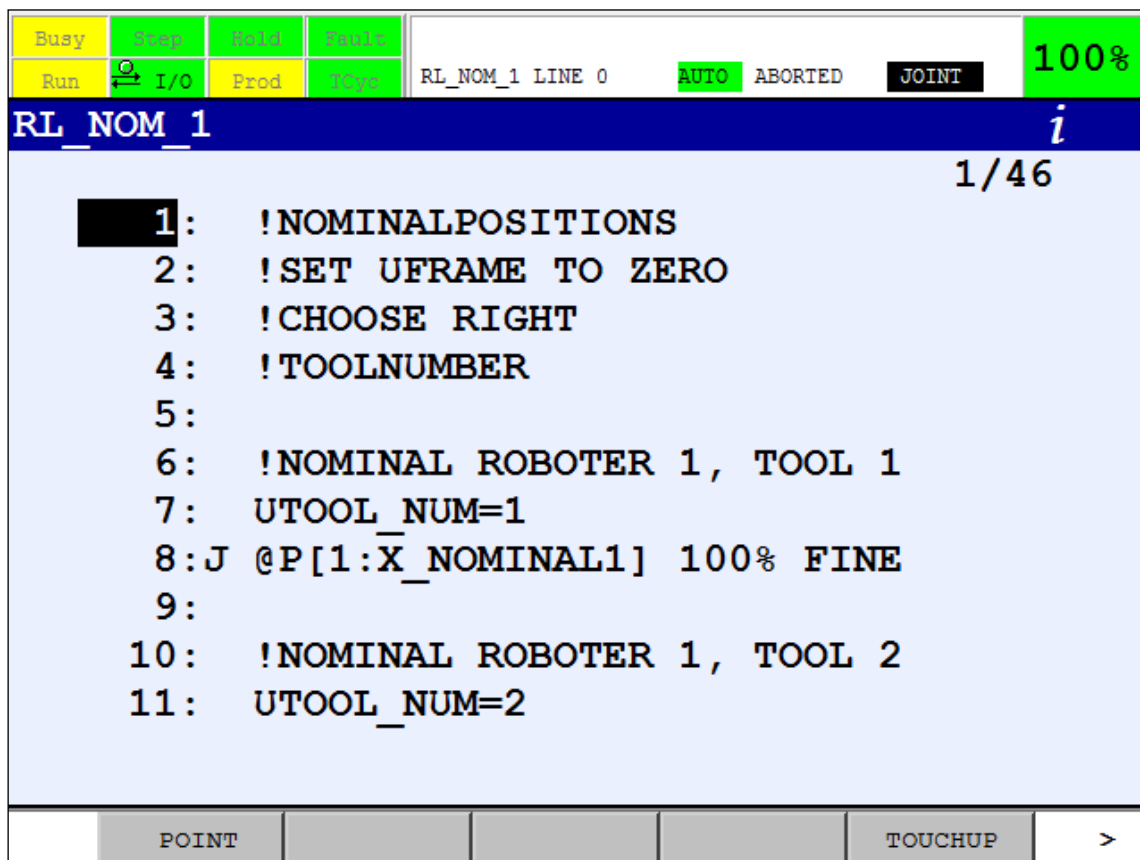 Busy Step Hold Fault
Run I/O Prod TCyc RL_NOM_1 LINE 0 AUTO ABORTED JOINT 100%
RL_NOM_1 i
1/46
1: !NOMINALPOSITIONS
2: !SET UFRAME TO ZERO
3: !CHOOSE RIGHT
4: !TOOLNUMBER
5:
6: !NOMINAL ROBOTER 1, TOOL 1
7: UTOOL_NUM=1
8:J @P[1:X_NOMINAL1] 100% FINE
9:
10: !NOMINAL ROBOTER 1, TOOL 2
11: UTOOL_NUM=2
POINT TOUCHUP >